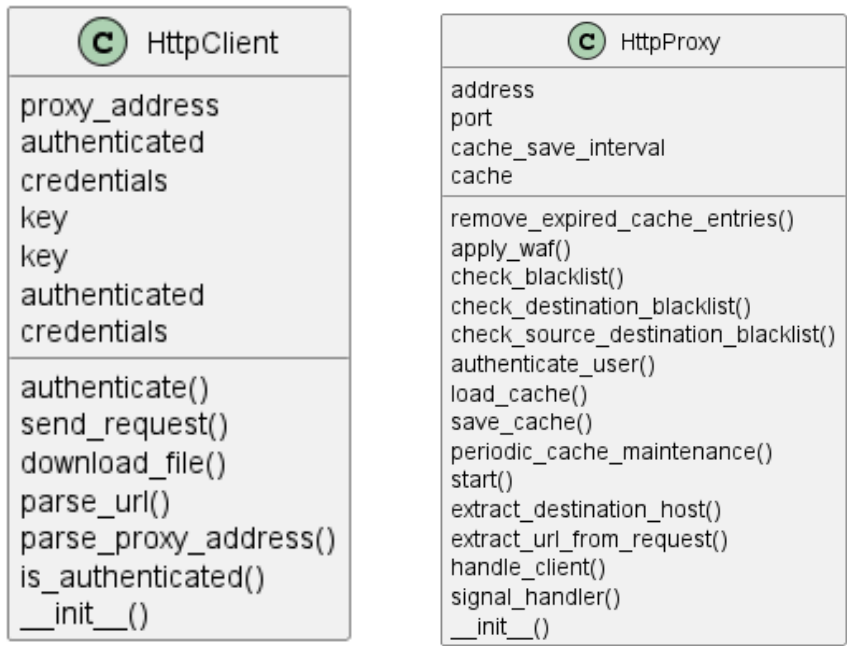 C HttpClient
proxy_address
authenticated
credentials
key
key
authenticated
credentials
authenticate()
send_request()
download_file()
parse_url()
parse_proxy_address()
is_authenticated()
__init__()
C HttpProxy
address
port
cache_save_interval
cache
remove_expired_cache_entries()
apply_waf()
check_blacklist()
check_destination_blacklist()
check_source_destination_blacklist()
authenticate_user()
load_cache()
save_cache()
periodic_cache_maintenance()
start()
extract_destination_host()
extract_url_from_request()
handle_client()
signal_handler()
__init__()